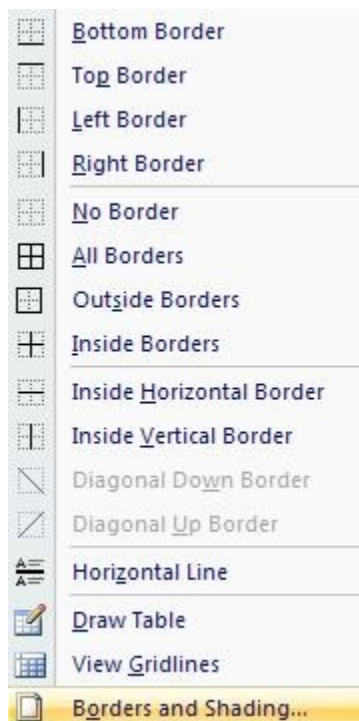 Bottom Border
Top Border
Left Border
Right Border
No Border
All Borders
Outside Borders
Inside Borders
Inside Horizontal Border
Inside Vertical Border
Diagonal Down Border
Diagonal Up Border
A
A
Horizontal Line
Draw Table
View Gridlines
Borders and Shading...